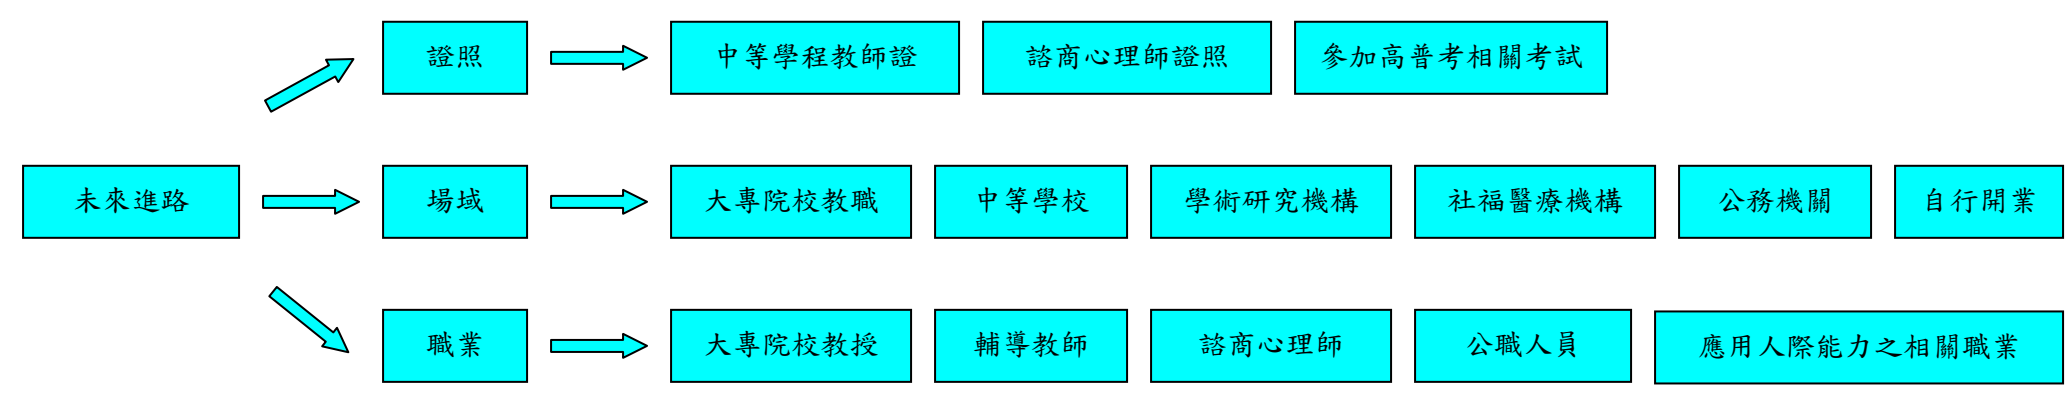 證照
中等學程教師證
諮商心理師證照
參加高普考相關考試
未來進路
場域
大專院校教職
中等學校
學術研究機構
社福醫療機構
公務機關
自行開業
職業
大專院校教授
輔導教師
諮商心理師
公職人員
應用人際能力之相關職業